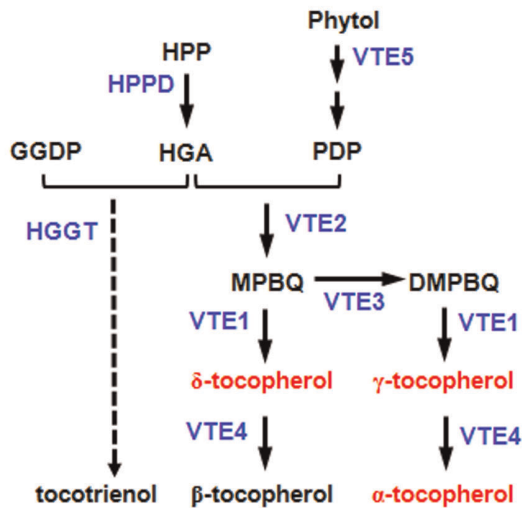 Phytol
HPP
VTE5
HPPD
GGDP HGA PDP
HGGT
VTE2
MPBQ DMPBQ
VTE3
VTE1 VTE1
δ-tocopherol γ-tocopherol
VTE4 VTE4
tocotrienol β-tocopherol α-tocopherol